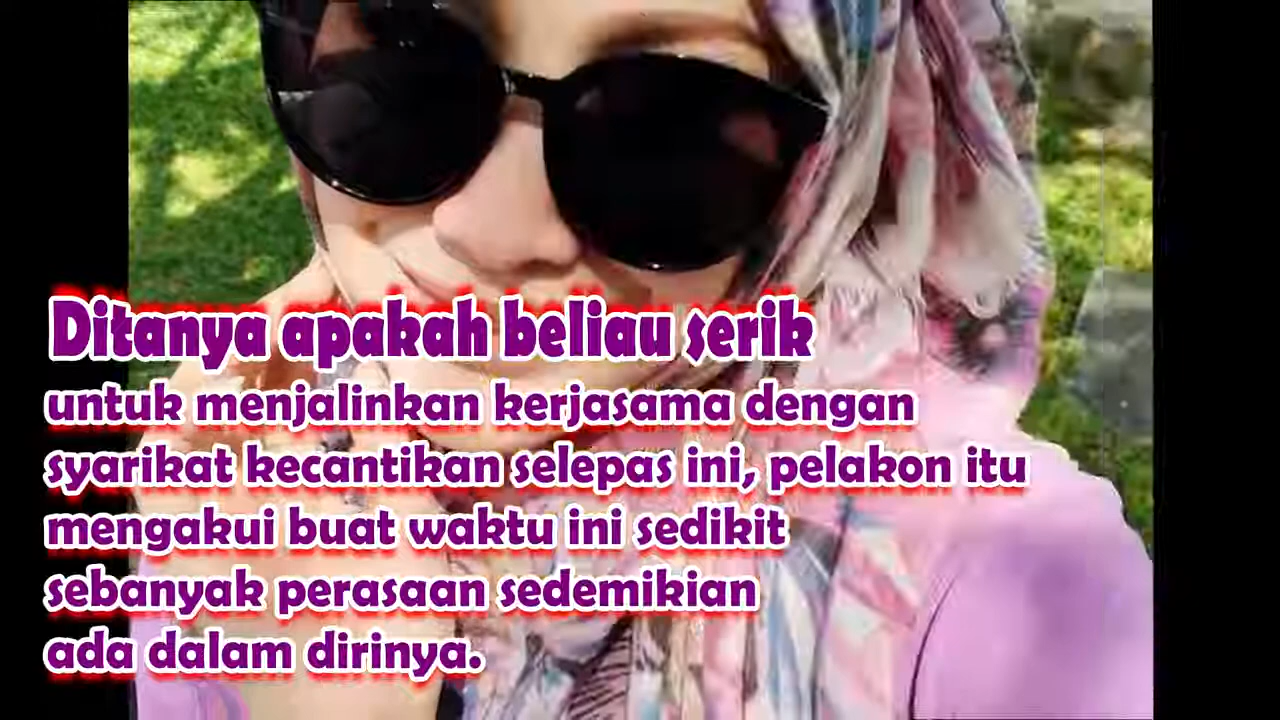 Ditanya apakah beliau serik
untuk menjalinkan kerjasama dengan
syarikat kecantikan selepas ini, pelakon itu
mengakui buat waktu ini sedikit
sebanyak perasaan sedemikian
ada dalam dirinya.